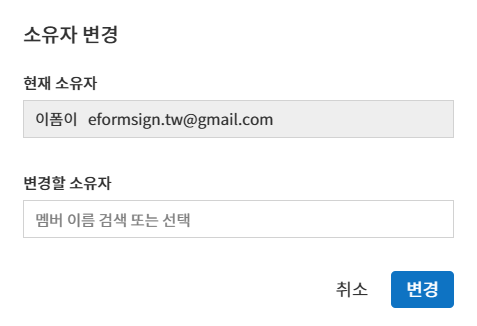 소유자 변경
현재 소유자
이폼이 eformsign.tw@gmail.com
변경할 소유자
멤버 이름 검색 또는 선택
취소 변경